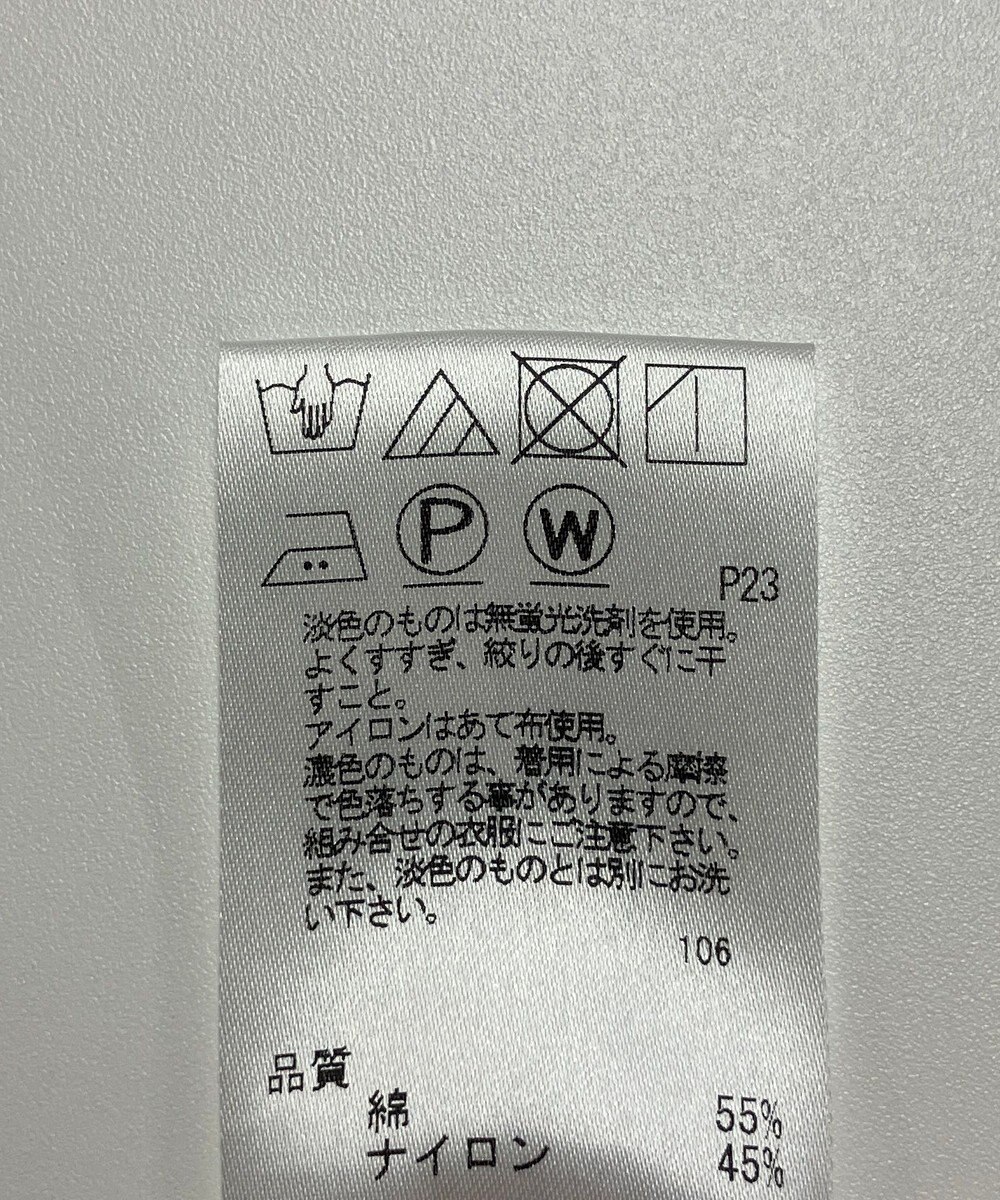 P
W
P23
淡色のものは無蛍光洗剤を使用。
よくすすぎ、絞りの後すぐに干
すこと。
アイロンはあて布使用。
濃色のものは、着用による摩擦
で色落ちする事がありますので、
組み合せの衣服にご注意下さい。
また、淡色のものとは別にお洗
い下さい。
106
品質
綿 55%
ナイロン 45%